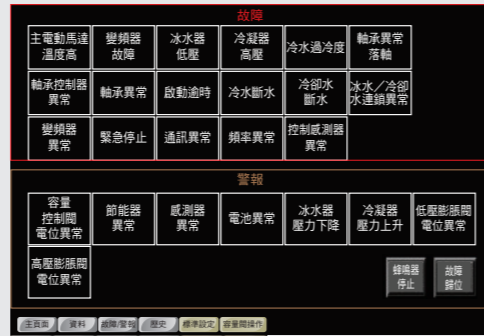 故障
主電動馬達
溫度高
變頻器
故障
冰水器
低壓
冷凝器
高壓
冷水過冷度
軸承異常
落軸
軸承控制器
異常
軸承異常
啟動逾時
冷水斷水
冷卻水
斷水
冰水／冷卻
水連鎖異常
變頻器
異常
緊急停止
通訊異常
頻率異常
控制感測器
異常
警報
容量
控制閥
電位異常
節能器
異常
感測器
異常
電池異常
冰水器
壓力下降
冷凝器
壓力上升
低壓膨脹閥
電位異常
高壓膨脹閥
電位異常
蜂鳴器
停止
故障
歸位
主頁面
資料
故障/警報
歷史
標準設定
容量閥操作